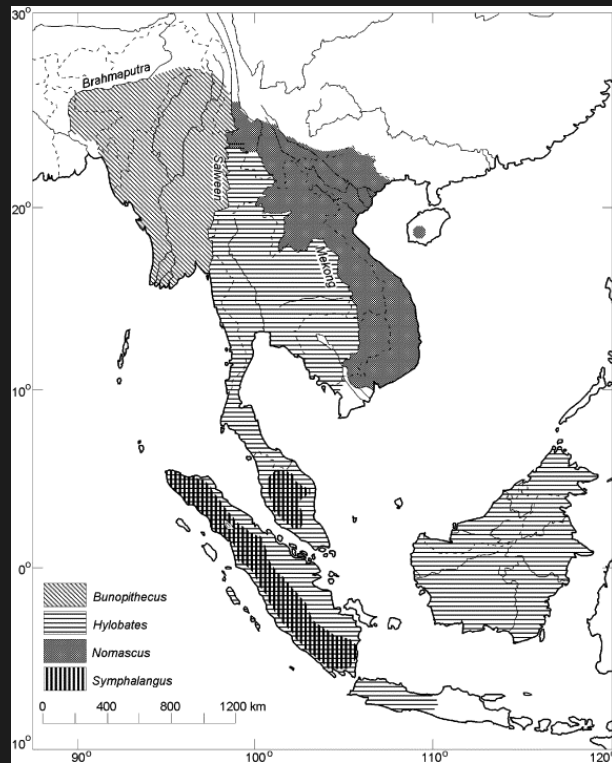 30°
Brahmaputra
Salween
20°
Mekong
10°
0°
Bunopithecus
Hylobates
Nomascus
Symphalangus
0 400 800 1200 km
10°
90° 100° 110° 120°